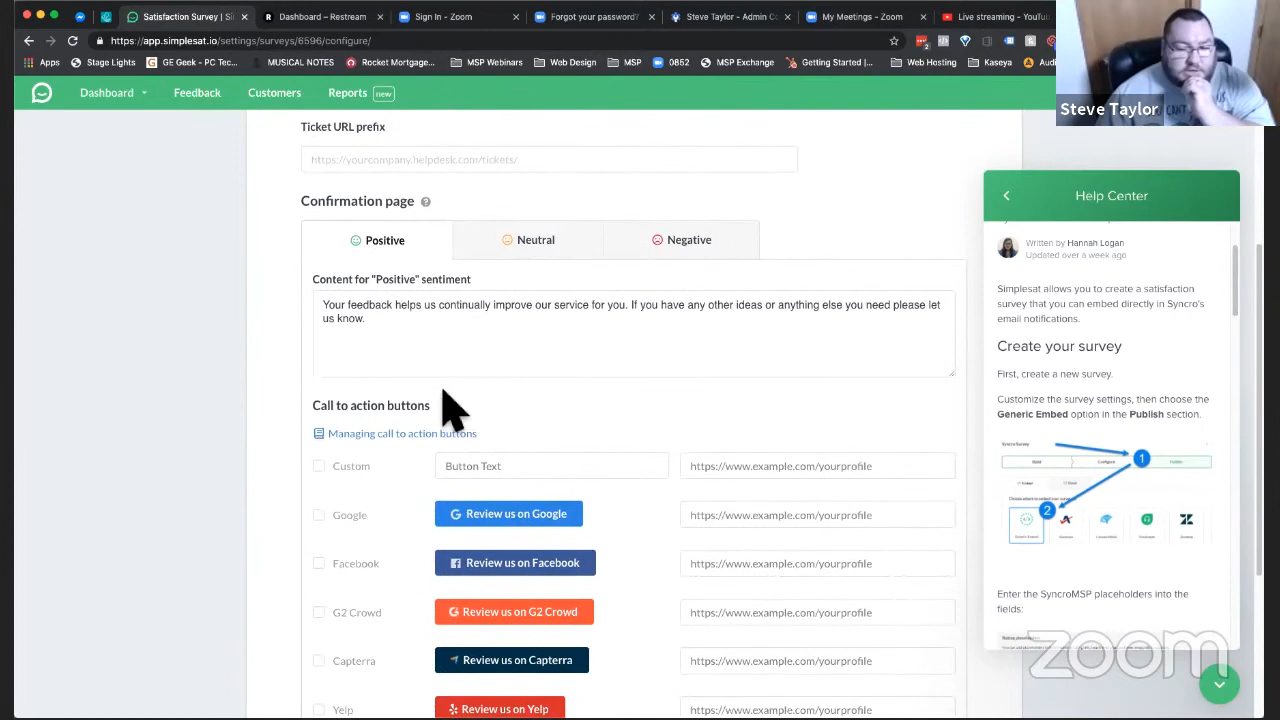 Satisfaction Survey | Si
Dashboard – Restream
Sign In - Zoom
Forgot your password?
Steve Taylor - Admin Co
My Meetings - Zoom
Live streaming - YouTu
https://app.simplesat.io/settings/surveys/6596/configure/
Apps
Stage Lights
GE Geek - PC Tec...
MUSICAL NOTES
Rocket Mortgage...
MSP Websites
Web Design
MSP
0852
MSP Exchange
Getting Started |...
Web Hosting
Kaseya
Steve Taylor
Dashboard
Feedback
Customers
Reports new
Ticket URL prefix
https://yourcompany.helpdesk.com/tickets/
Confirmation page ?
Positive
Neutral
Negative
Content for "Positive" sentiment
Your feedback helps us continually improve our service for you. If you have any other ideas or anything else you need please let
us know.
Call to action buttons
Managing call to action buttons
Custom Button Text https://www.example.com/yourprofile
Google Review us on Google https://www.example.com/yourprofile
Facebook Review us on Facebook https://www.example.com/yourprofile
G2 Crowd Review us on G2 Crowd https://www.example.com/yourprofile
Capterra Review us on Capterra https://www.example.com/yourprofile
Yelp Review us on Yelp https://www.example.com/yourprofile
Help Center
Written by Hannah Logan
Updated over a week ago
Simplesat allows you to create a satisfaction
survey that you can embed directly in Syncro's
email notifications.
Create your survey
First, create a new survey.
Customize the survey settings, then choose the
Generic Embed option in the Publish section.
Syncro Survey
Build Configure 1 Publish
2
Enter the SyncroMSP placeholders into the
fields:
zoom